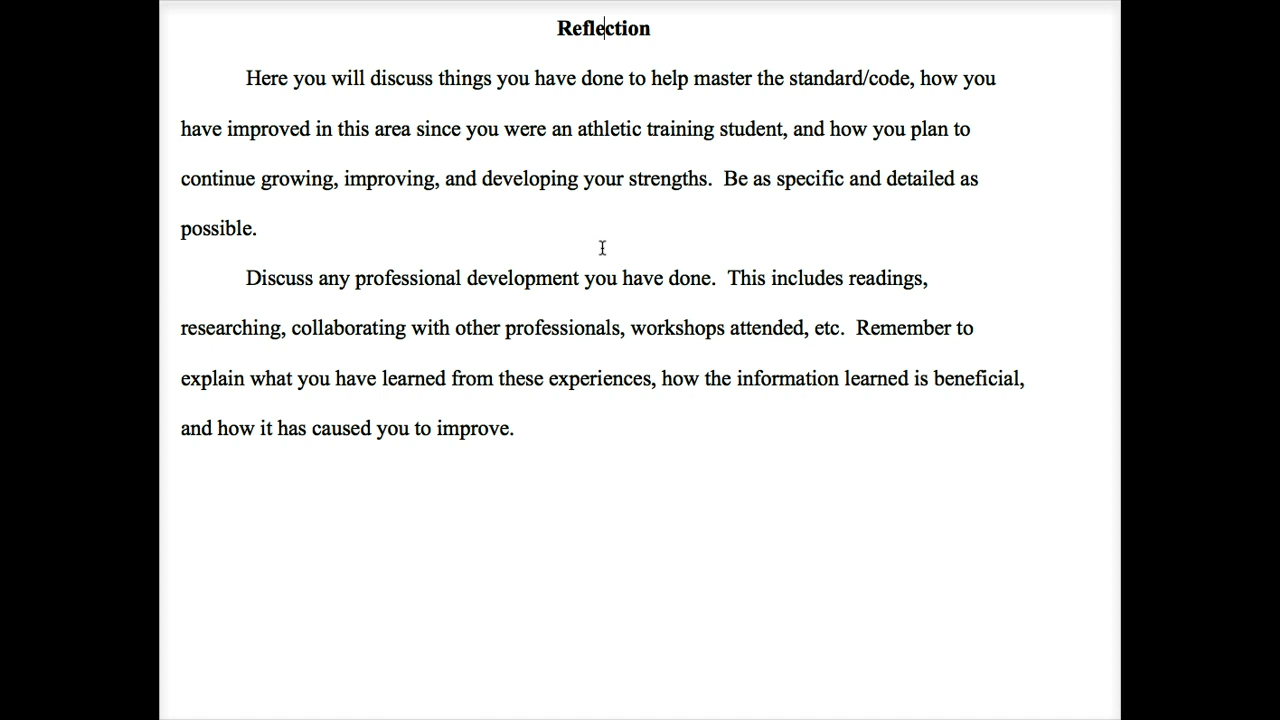 Reflection
Here you will discuss things you have done to help master the standard/code, how you
have improved in this area since you were an athletic training student, and how you plan to
continue growing, improving, and developing your strengths.  Be as specific and detailed as
possible.
Discuss any professional development you have done.  This includes readings,
researching, collaborating with other professionals, workshops attended, etc.  Remember to
explain what you have learned from these experiences, how the information learned is beneficial,
and how it has caused you to improve.